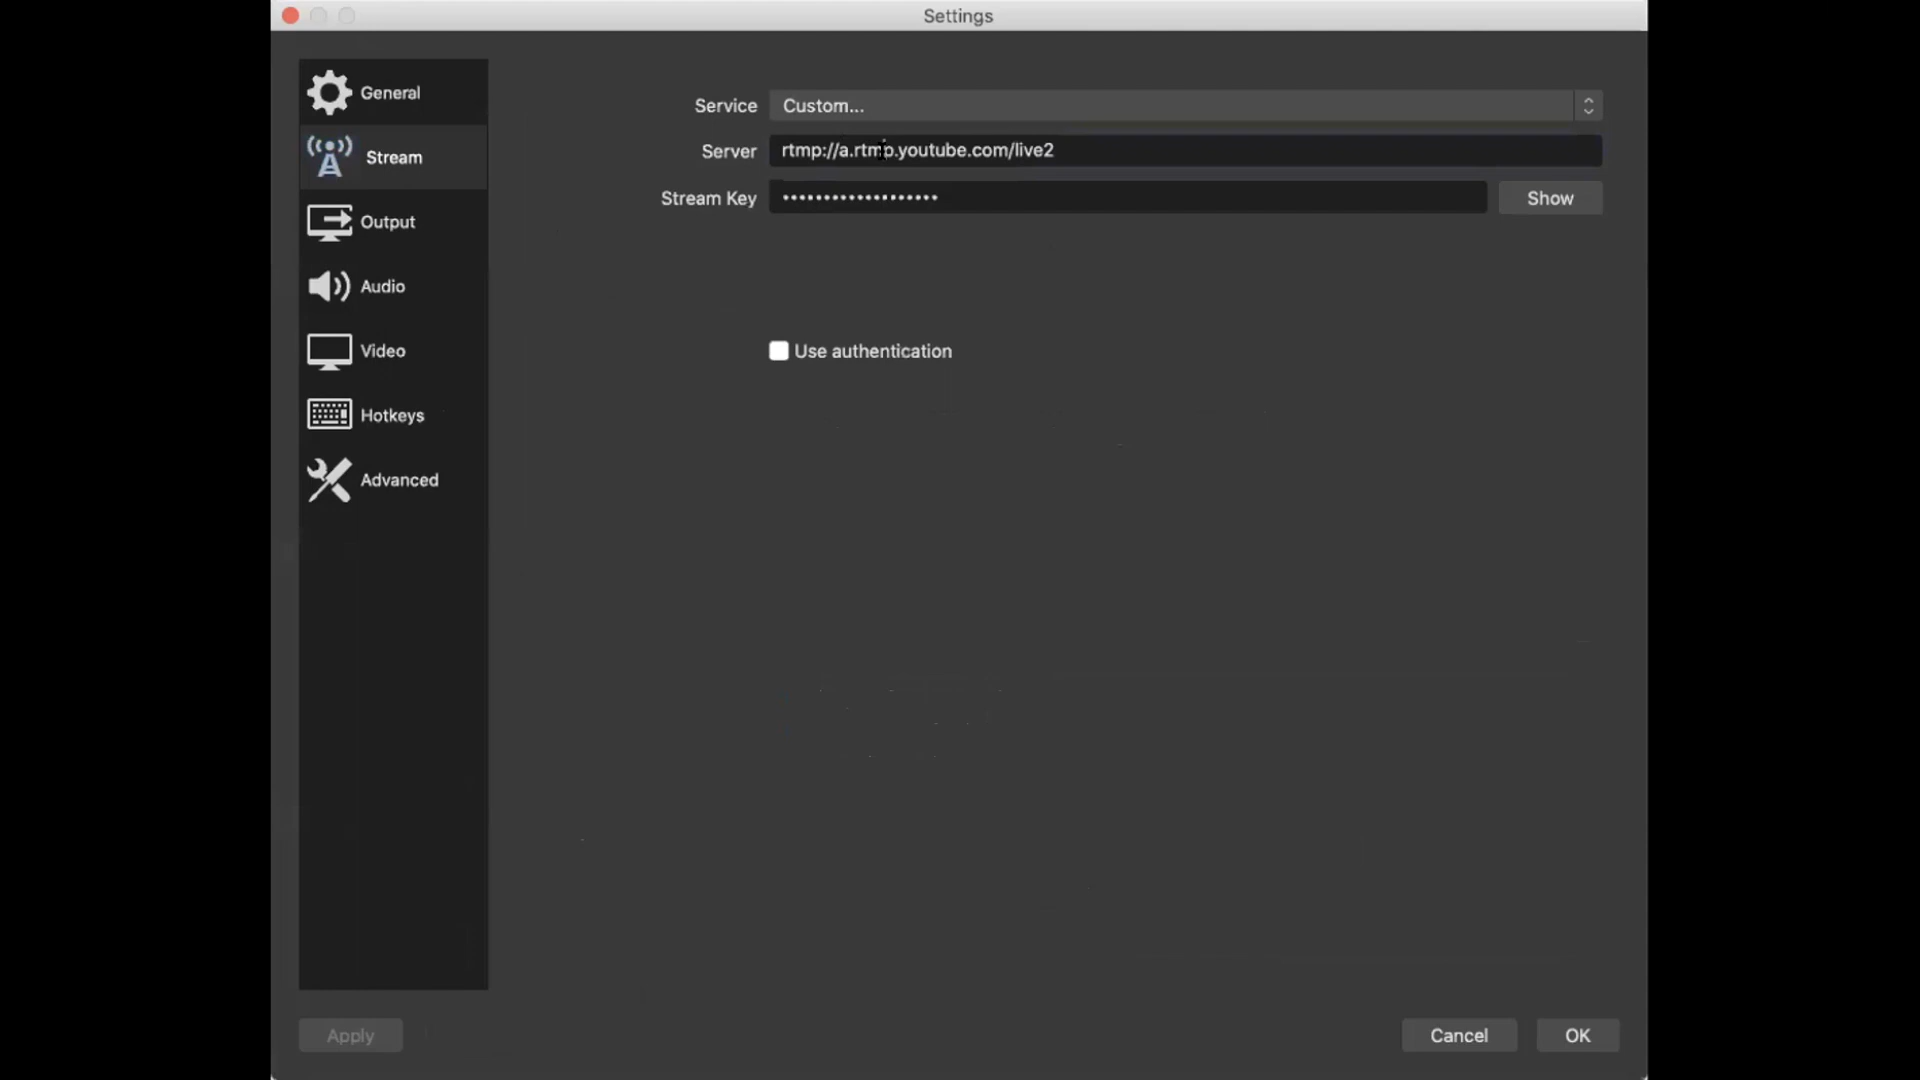 Settings
General
Stream
Output
Audio
Video
Hotkeys
Advanced
Service Custom...
Server rtmp://a.rtmp.youtube.com/live2
Stream Key ••••••••••••••••••• Show
Use authentication
Apply Cancel OK